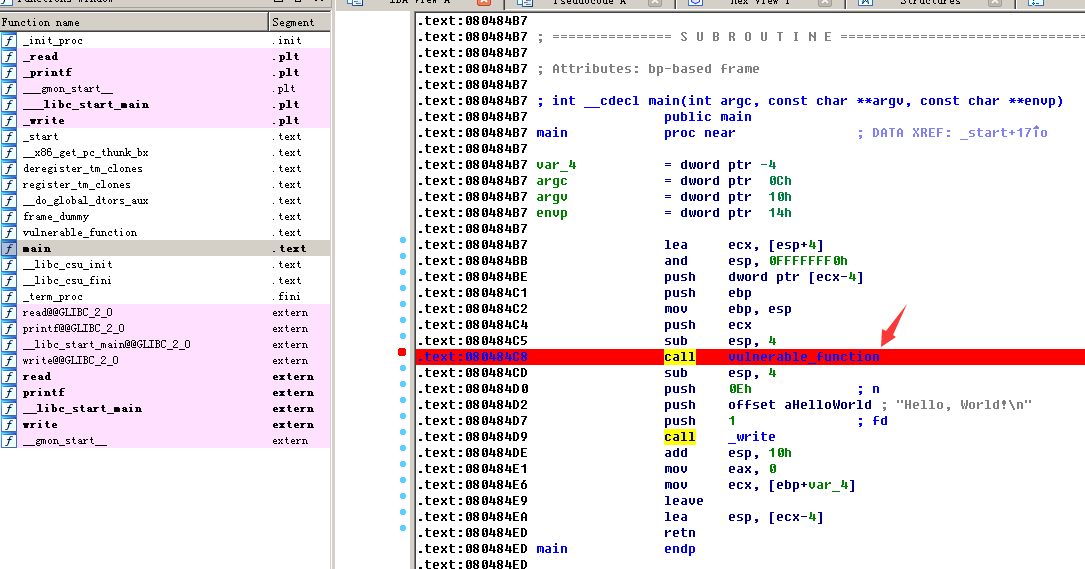 Functions window
IDA View A
Pseudocode A
Hex View 1
Structures
Function name Segment
f _init_proc .init
f _read .plt
f _printf .plt
f ___gmon_start__ .plt
f ___libc_start_main .plt
f _write .plt
f _start .text
f __x86_get_pc_thunk_bx .text
f deregister_tm_clones .text
f register_tm_clones .text
f __do_global_dtors_aux .text
f frame_dummy .text
f vulnerable_function .text
f main .text
f __libc_csu_init .text
f __libc_csu_fini .text
f _term_proc .fini
f read@@GLIBC_2_0 extern
f printf@@GLIBC_2_0 extern
f __libc_start_main@@GLIBC_2_0 extern
f write@@GLIBC_2_0 extern
f read extern
f printf extern
f __libc_start_main extern
f write extern
f __gmon_start__ extern
.text:080484B7
.text:080484B7 ; =============== S U B R O U T I N E =======================================
.text:080484B7
.text:080484B7 ; Attributes: bp-based frame
.text:080484B7
.text:080484B7 ; int __cdecl main(int argc, const char **argv, const char **envp)
.text:080484B7 public main
.text:080484B7 main proc near ; DATA XREF: _start+17Îo
.text:080484B7
.text:080484B7 var_4 = dword ptr -4
.text:080484B7 argc = dword ptr 0Ch
.text:080484B7 argv = dword ptr 10h
.text:080484B7 envp = dword ptr 14h
.text:080484B7
.text:080484B7 lea ecx, [esp+4]
.text:080484BB and esp, 0FFFFFFF0h
.text:080484BE push dword ptr [ecx-4]
.text:080484C1 push ebp
.text:080484C2 mov ebp, esp
.text:080484C4 push ecx
.text:080484C5 sub esp, 4
.text:080484C8 call vulnerable_function
.text:080484CD sub esp, 4
.text:080484D0 push 0Eh ; n
.text:080484D2 push offset aHelloWorld ; "Hello, World!\n"
.text:080484D7 push 1 ; fd
.text:080484D9 call _write
.text:080484DE add esp, 10h
.text:080484E1 mov eax, 0
.text:080484E6 mov ecx, [ebp+var_4]
.text:080484E9 leave
.text:080484EA lea esp, [ecx-4]
.text:080484ED retn
.text:080484ED main endp
.text:080484ED